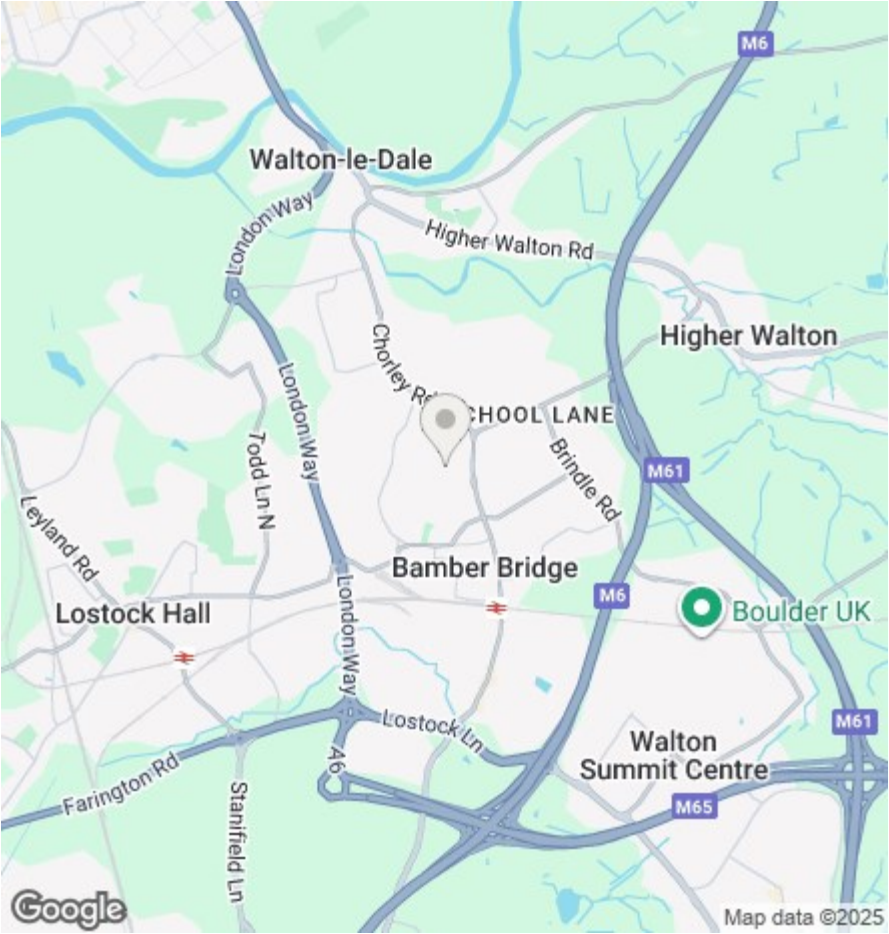 M6
Walton-le-Dale
London Way
Higher Walton Rd
Higher Walton
Chorley Rd
CHOOL LANE
London Way
Todd Ln N
Brindle Rd
M61
Leyland Rd
Bamber Bridge
M6
Lostock Hall
Boulder UK
London Way
Lostock Ln
M61
Walton
Summit Centre
A6
Farington Rd
M65
Stanifield Ln
Google
Map data ©2025